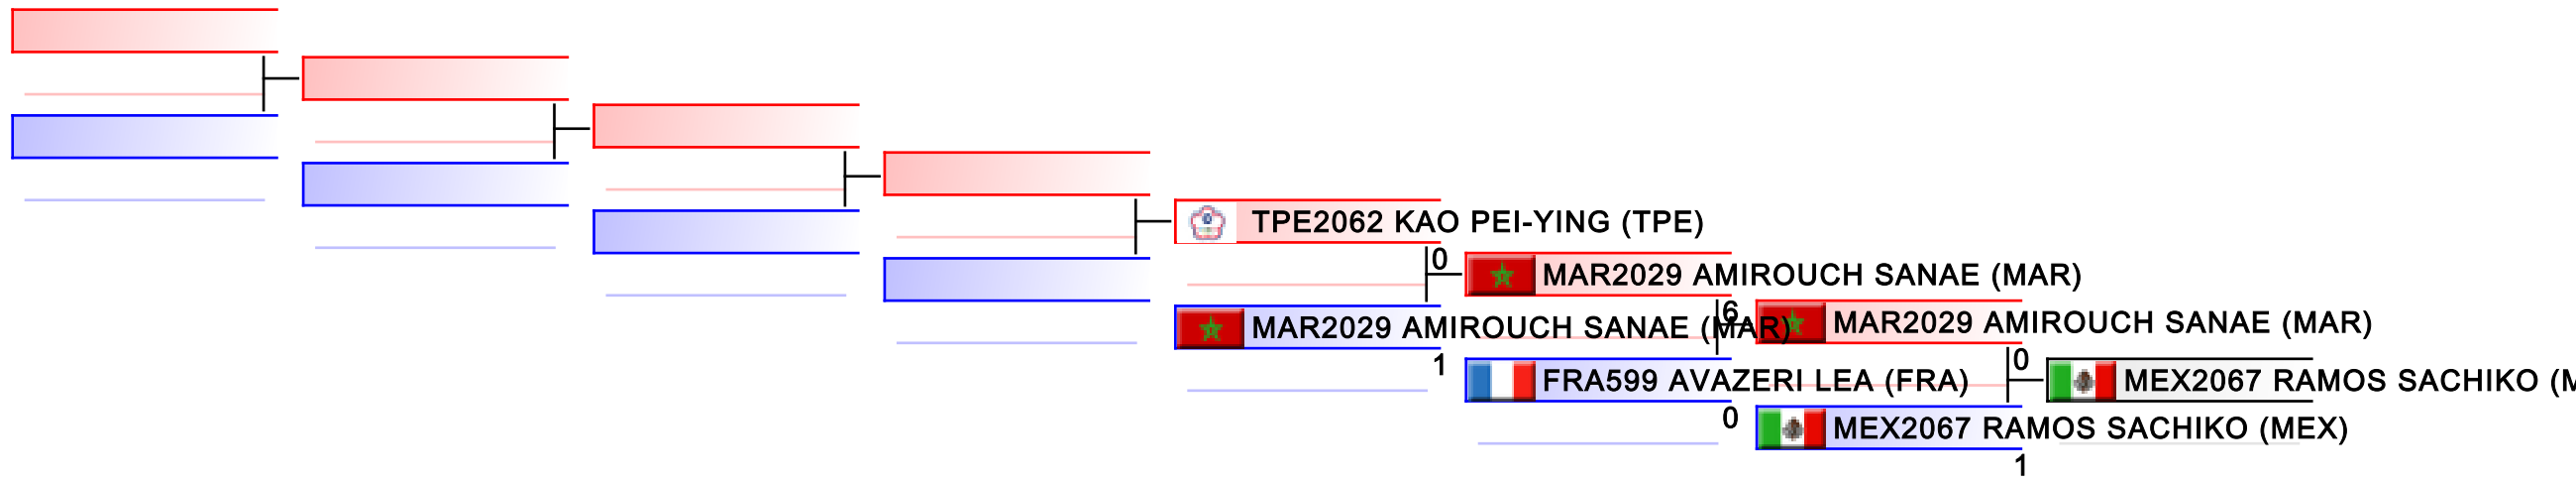 TPE2062 KAO PEI-YING (TPE)
0
MAR2029 AMIROUCH SANAE (MAR)
MAR2029 AMIROUCH SANAE (MAR)
1
6
MAR2029 AMIROUCH SANAE (MAR)
FRA599 AVAZERI LEA (FRA)
0
0
MEX2067 RAMOS SACHIKO (M
MEX2067 RAMOS SACHIKO (MEX)
1